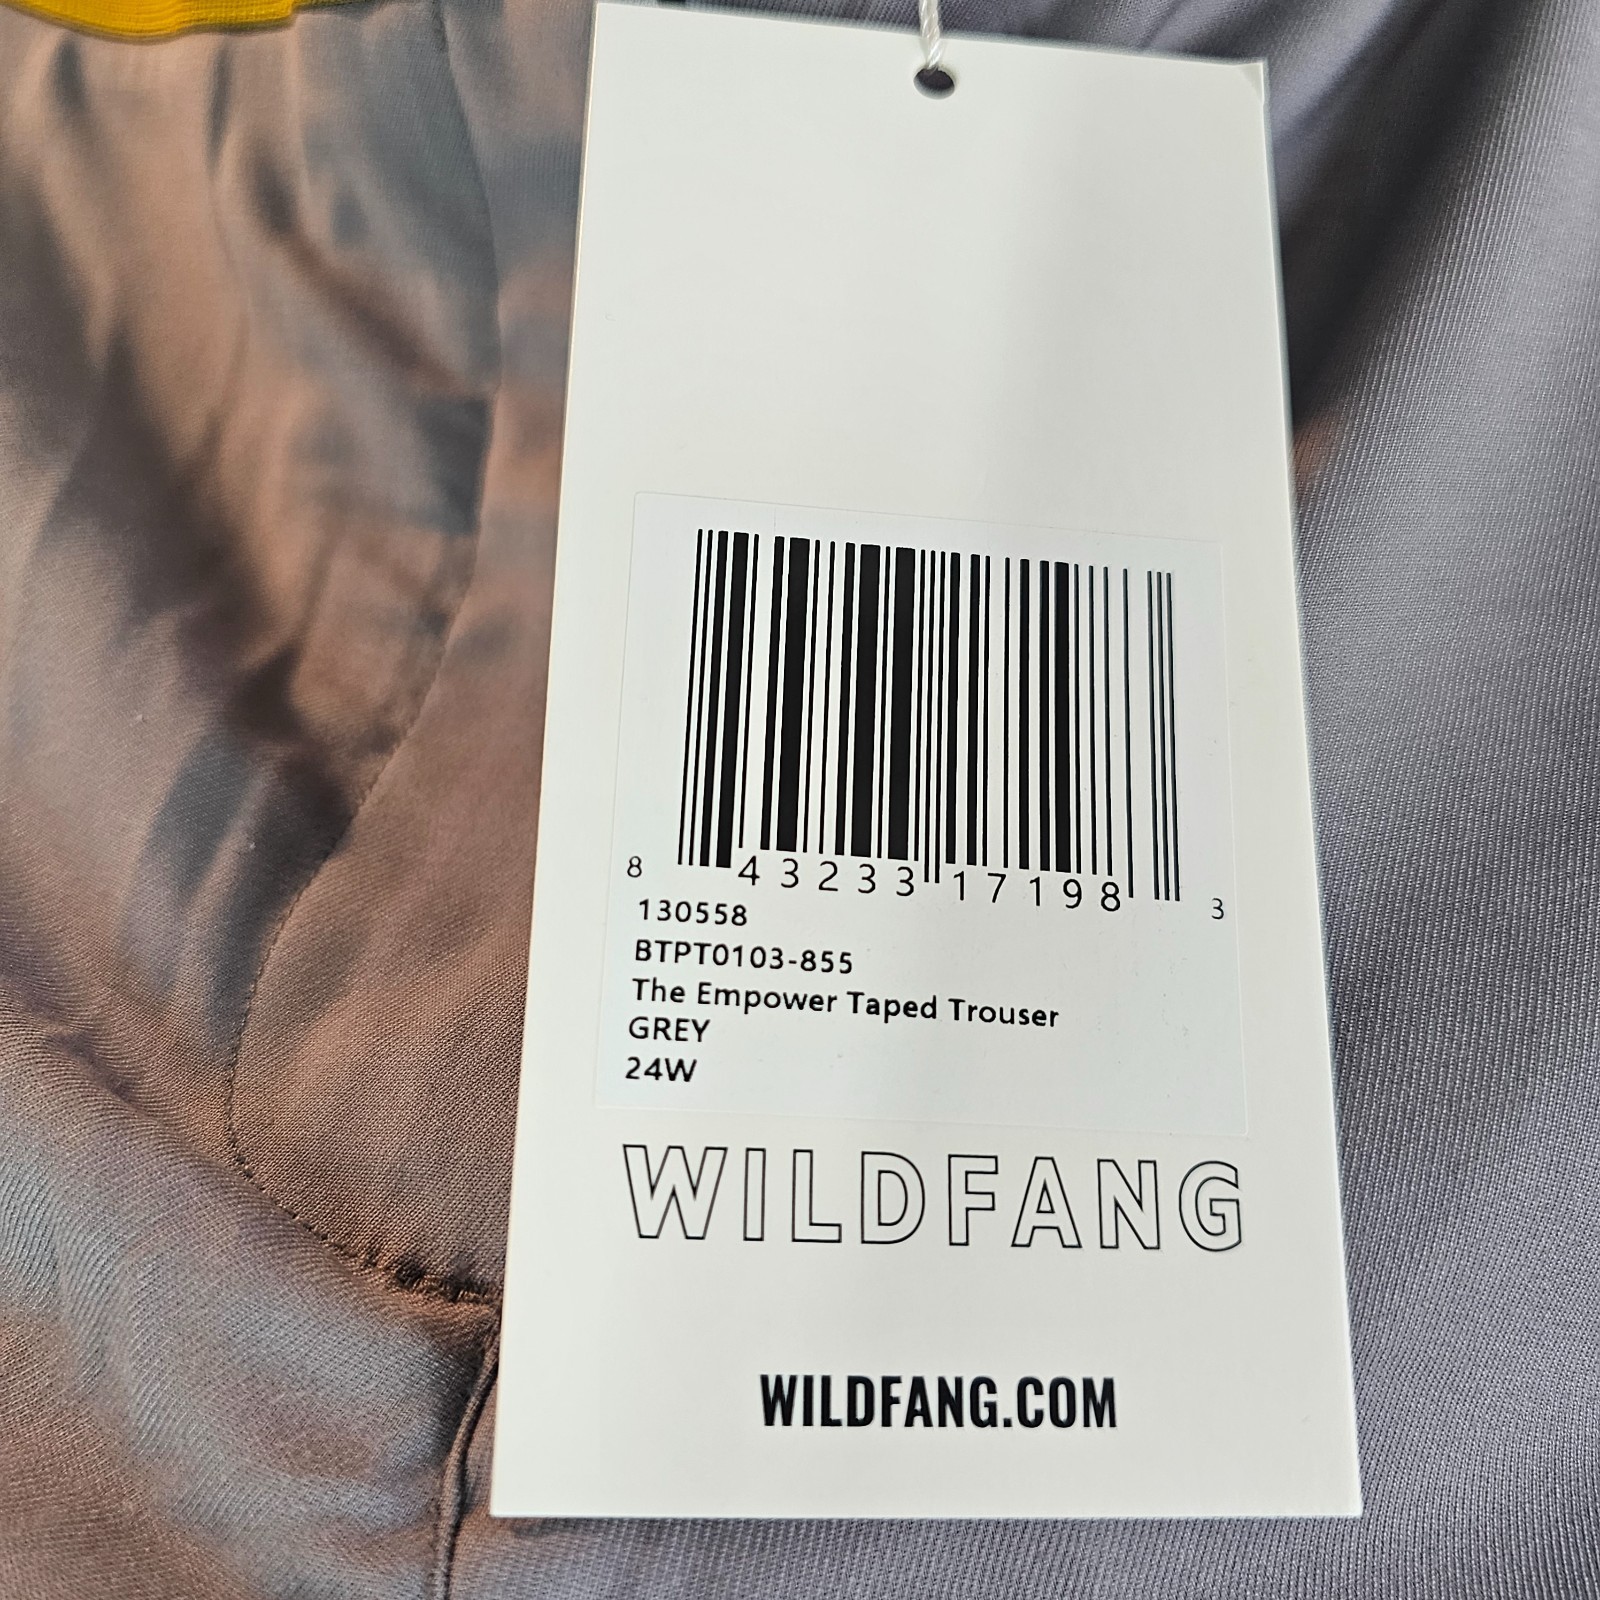 8 43233 17198 3
130558
BTPT0103-855
The Empower Taped Trouser
GREY
24W
WILDFANG
WILDFANG.COM